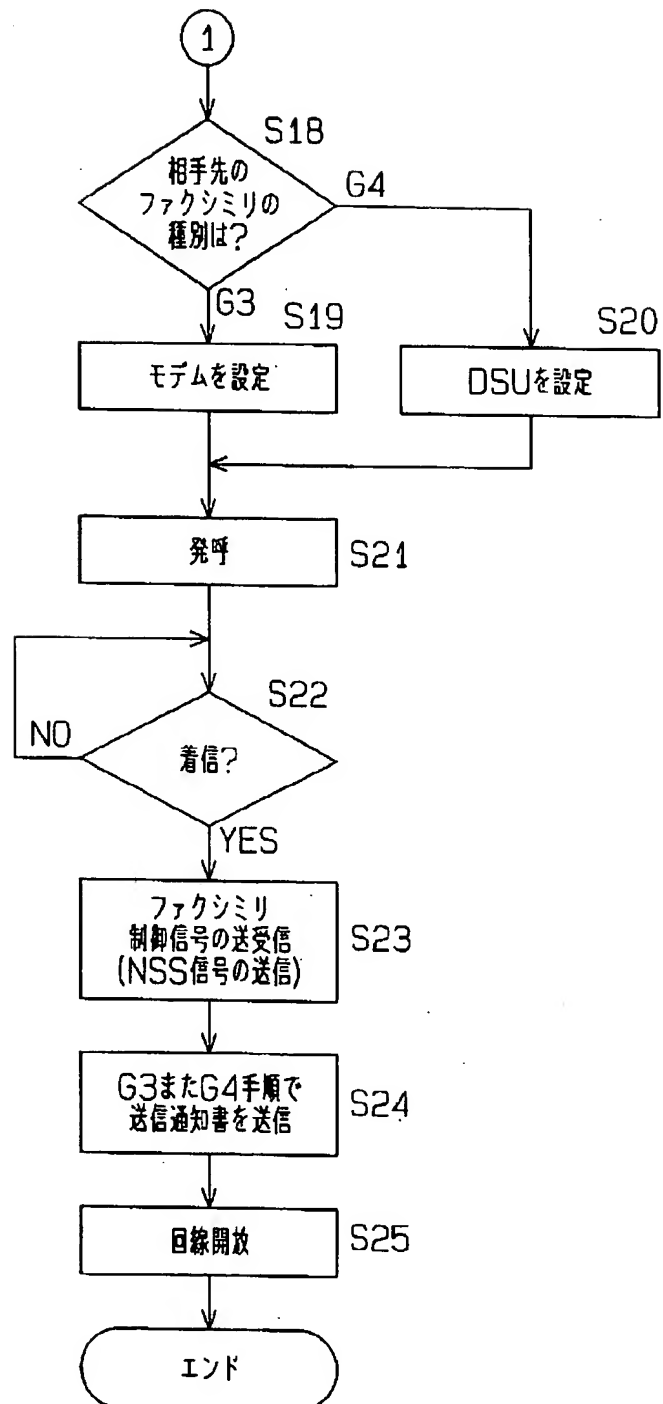 1
S18
相手先の
ファクシミリの
種別は?
G4
G3
S19
モデムを設定
S20
DSUを設定
発呼
S21
S22
NO
着信?
YES
ファクシミリ
制御信号の送受信
(NSS信号の送信)
S23
G3またG4手順で
送信通知書を送信
S24
回線開放
S25
エンド